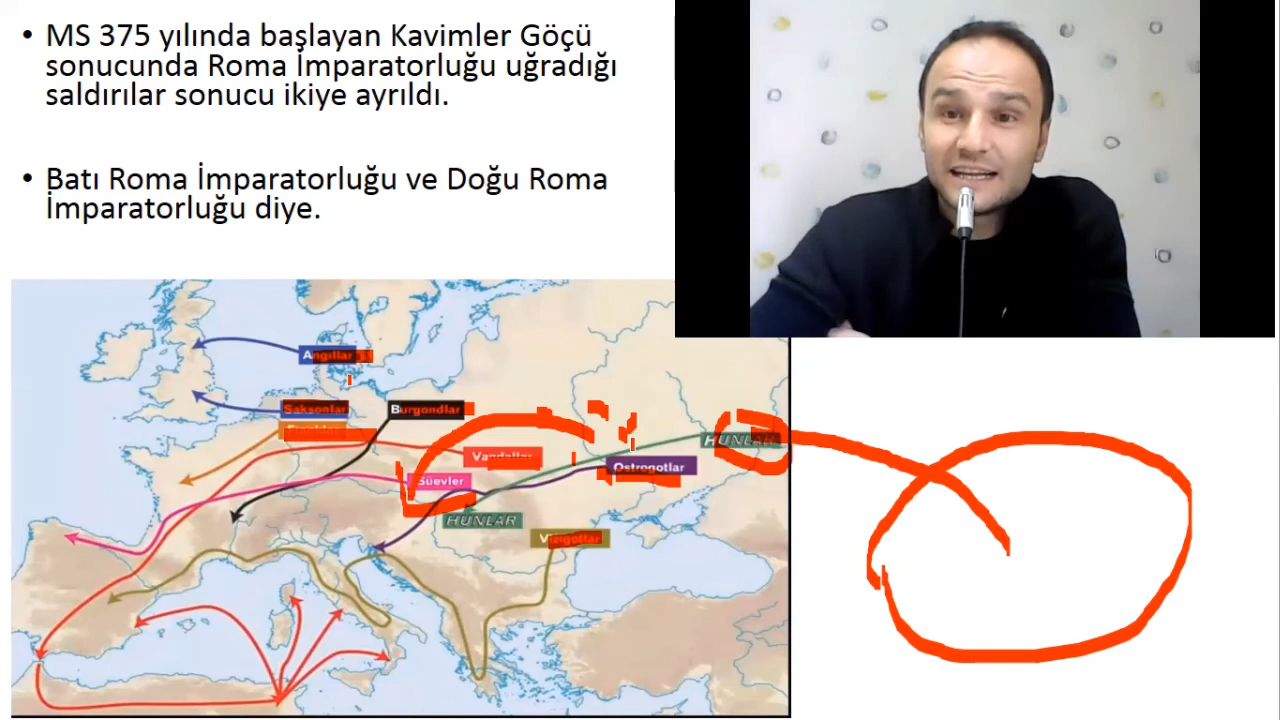 • MS 375 yılında başlayan Kavimler Göçü
sonucunda Roma İmparatorluğu uğradığı
saldırılar sonucu ikiye ayrıldı.
• Batı Roma İmparatorluğu ve Doğu Roma
İmparatorluğu diye.
Angıllar
Saksonlar
Burgondlar
HUNLAR
Vandallar
Ostrogotlar
Süevler
HUNLAR
Vizigotlar